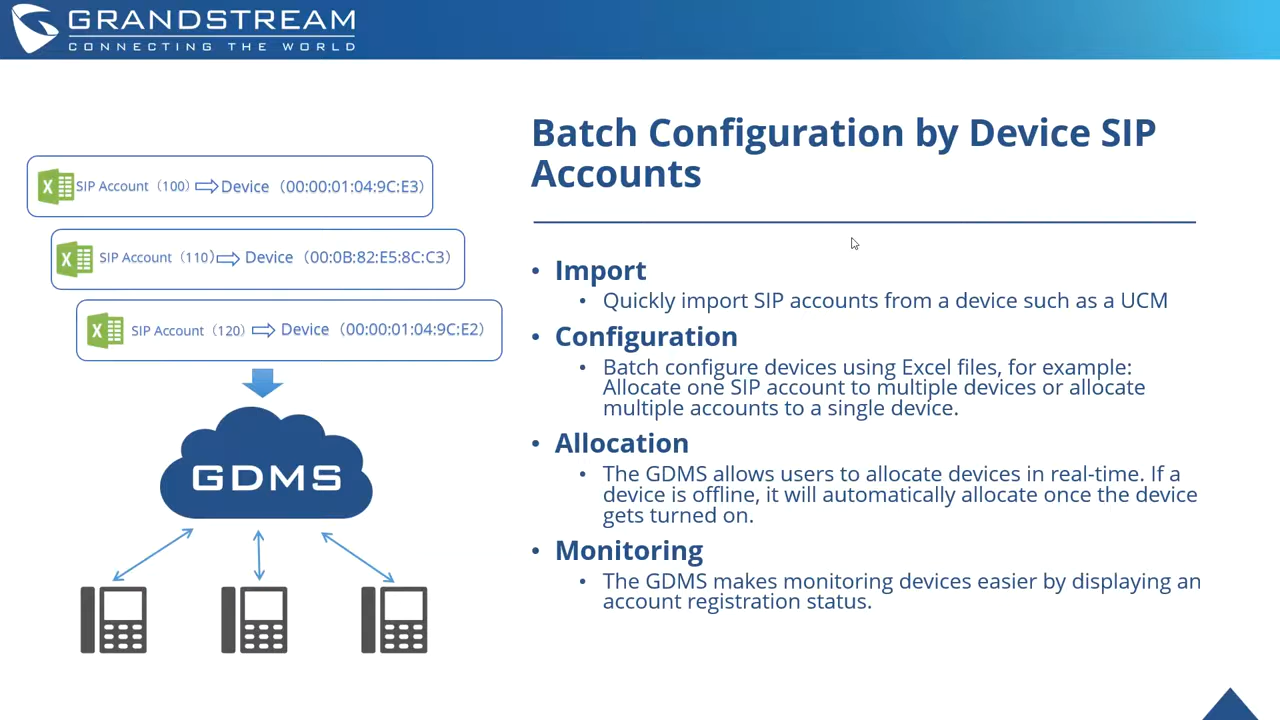 GRANDSTREAM
CONNECTING THE WORLD
SIP Account（100） Device（00:00:01:04:9C:E3）
SIP Account（110） Device（00:0B:82:E5:8C:C3）
SIP Account（120） Device（00:00:01:04:9C:E2）
GDMS
Batch Configuration by Device SIP
Accounts
• Import
• Quickly import SIP accounts from a device such as a UCM
• Configuration
• Batch configure devices using Excel files, for example:
Allocate one SIP account to multiple devices or allocate
multiple accounts to a single device.
• Allocation
• The GDMS allows users to allocate devices in real-time. If a
device is offline, it will automatically allocate once the device
gets turned on.
• Monitoring
• The GDMS makes monitoring devices easier by displaying an
account registration status.